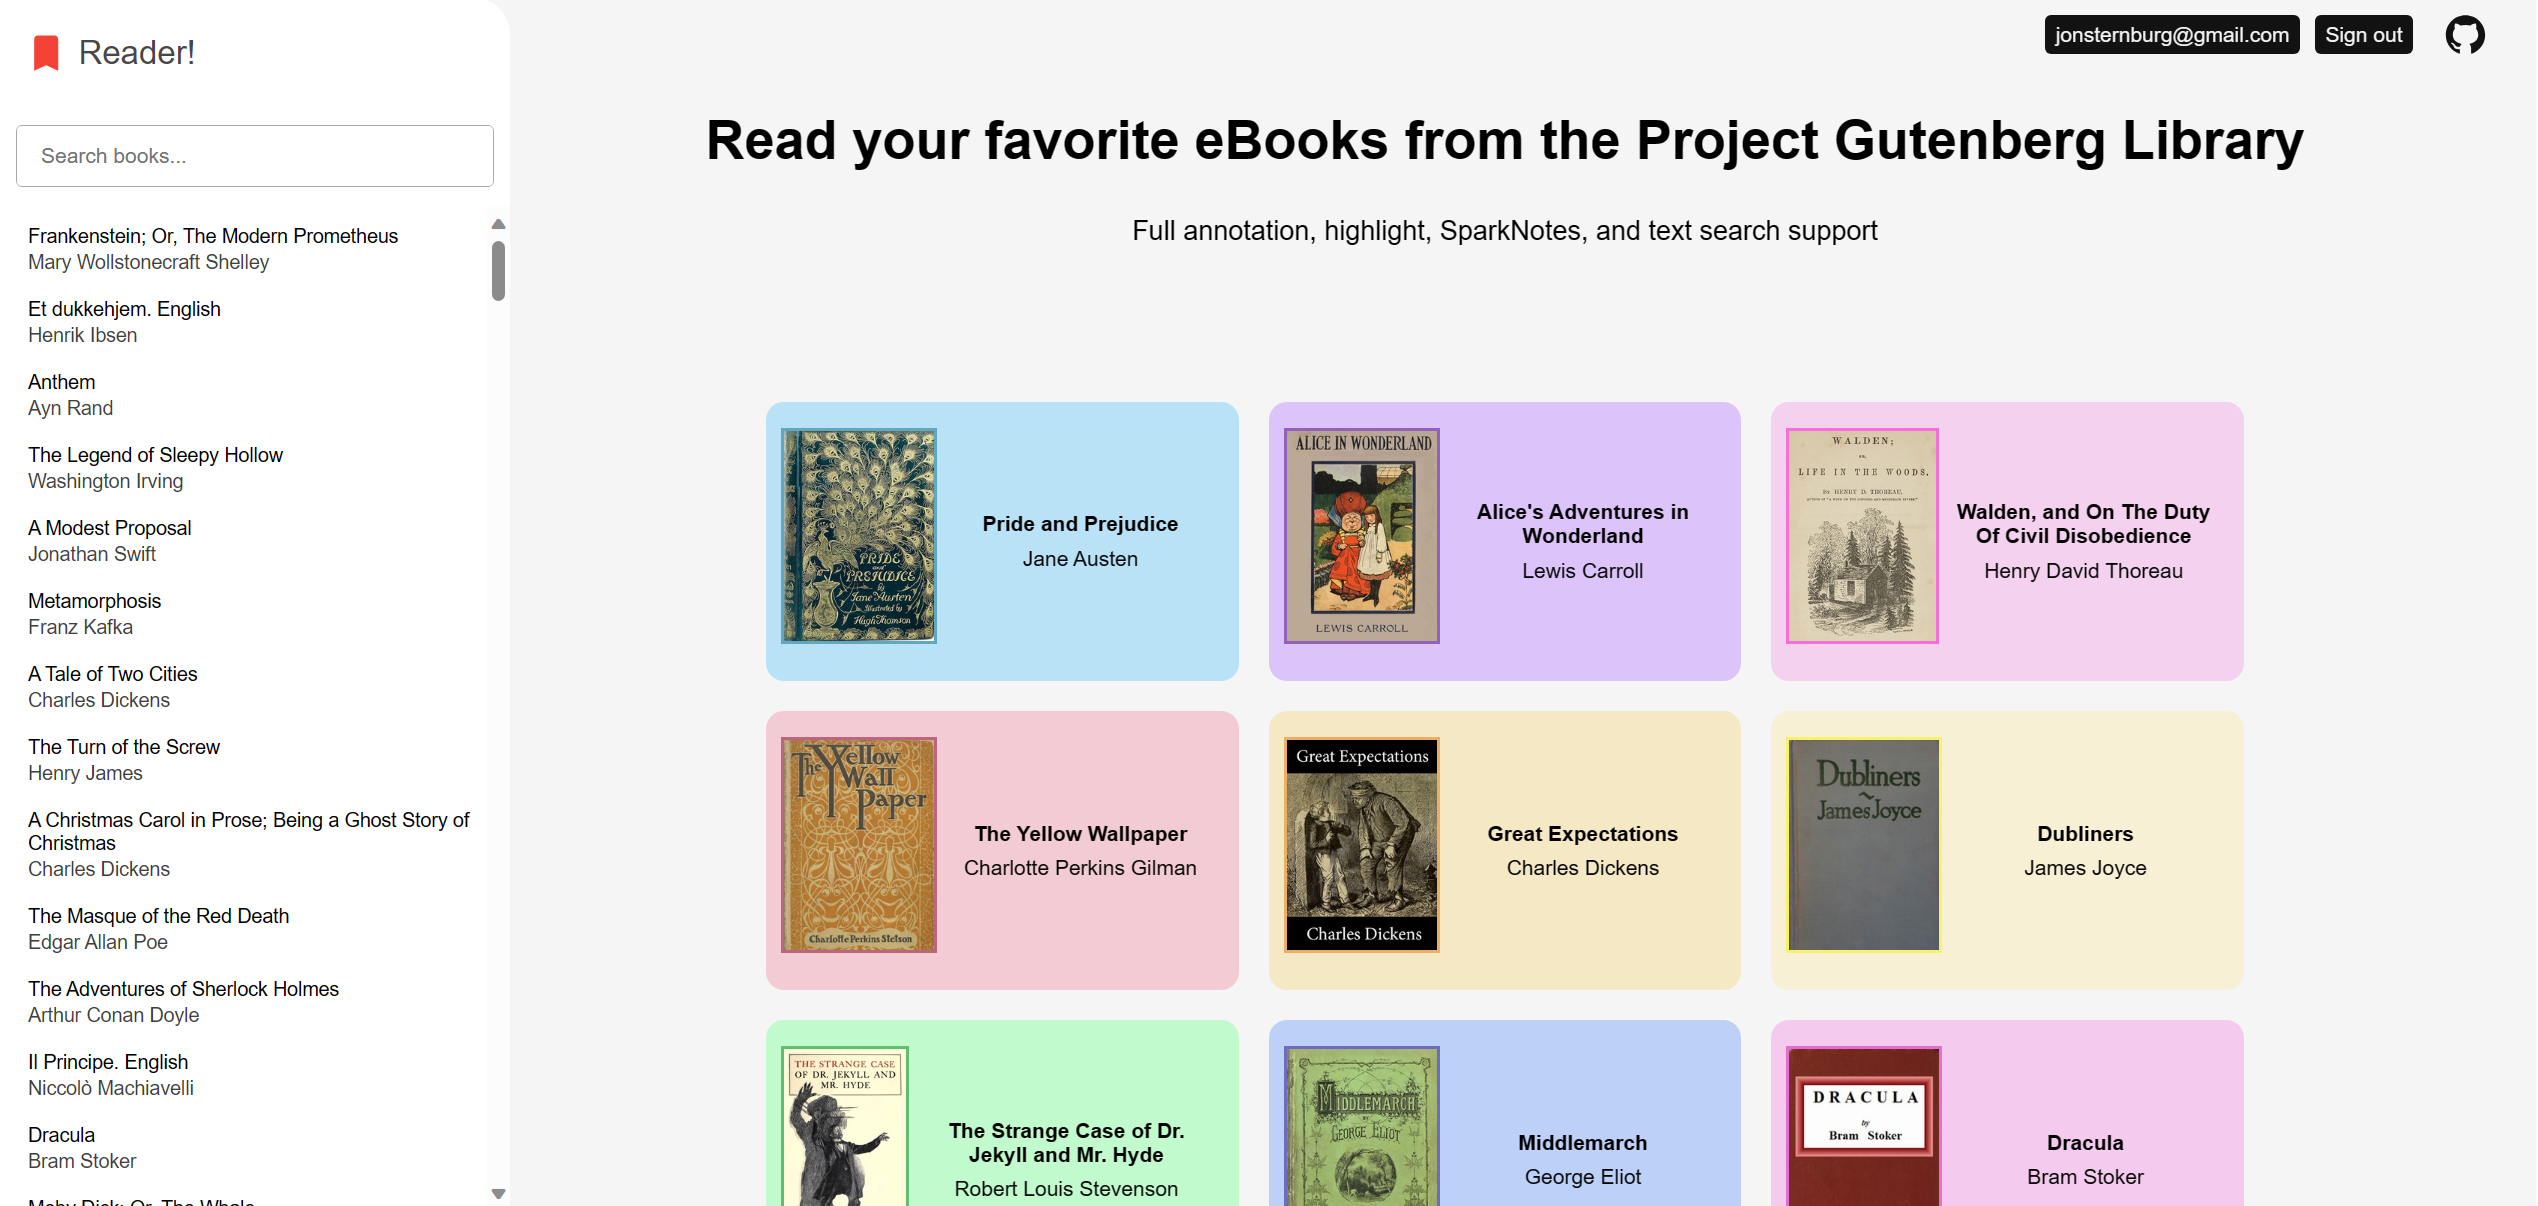 Reader!
Search books...
Frankenstein; Or, The Modern Prometheus
Mary Wollstonecraft Shelley
Et dukkehjem. English
Henrik Ibsen
Anthem
Ayn Rand
The Legend of Sleepy Hollow
Washington Irving
A Modest Proposal
Jonathan Swift
Metamorphosis
Franz Kafka
A Tale of Two Cities
Charles Dickens
The Turn of the Screw
Henry James
A Christmas Carol in Prose; Being a Ghost Story of
Christmas
Charles Dickens
The Masque of the Red Death
Edgar Allan Poe
The Adventures of Sherlock Holmes
Arthur Conan Doyle
Il Principe. English
Niccolò Machiavelli
Dracula
Bram Stoker
Moby Dick; Or, The Whale
jonsternburg@gmail.com
Sign out
Read your favorite eBooks from the Project Gutenberg Library
Full annotation, highlight, SparkNotes, and text search support
PRIDE
and
PREJUDICE
by
Jane Austen
Illustrated by
Hugh Thomson
Pride and Prejudice
Jane Austen
ALICE IN WONDERLAND
LEWIS CARROLL
Alice's Adventures in
Wonderland
Lewis Carroll
WALDEN;
OR,
LIFE IN THE WOODS.
BY HENRY D. THOREAU,
Walden, and On The Duty
Of Civil Disobedience
Henry David Thoreau
The Yellow
Wall
Paper
Charlotte Perkins Stetson
The Yellow Wallpaper
Charlotte Perkins Gilman
Great Expectations
Charles Dickens
Great Expectations
Charles Dickens
Dubliners
James Joyce
Dubliners
James Joyce
THE STRANGE CASE
OF DR. JEKYLL AND
MR. HYDE
The Strange Case of Dr.
Jekyll and Mr. Hyde
Robert Louis Stevenson
MIDDLEMARCH
BY
GEORGE ELIOT
Middlemarch
George Eliot
DRACULA
by
Bram Stoker
Dracula
Bram Stoker